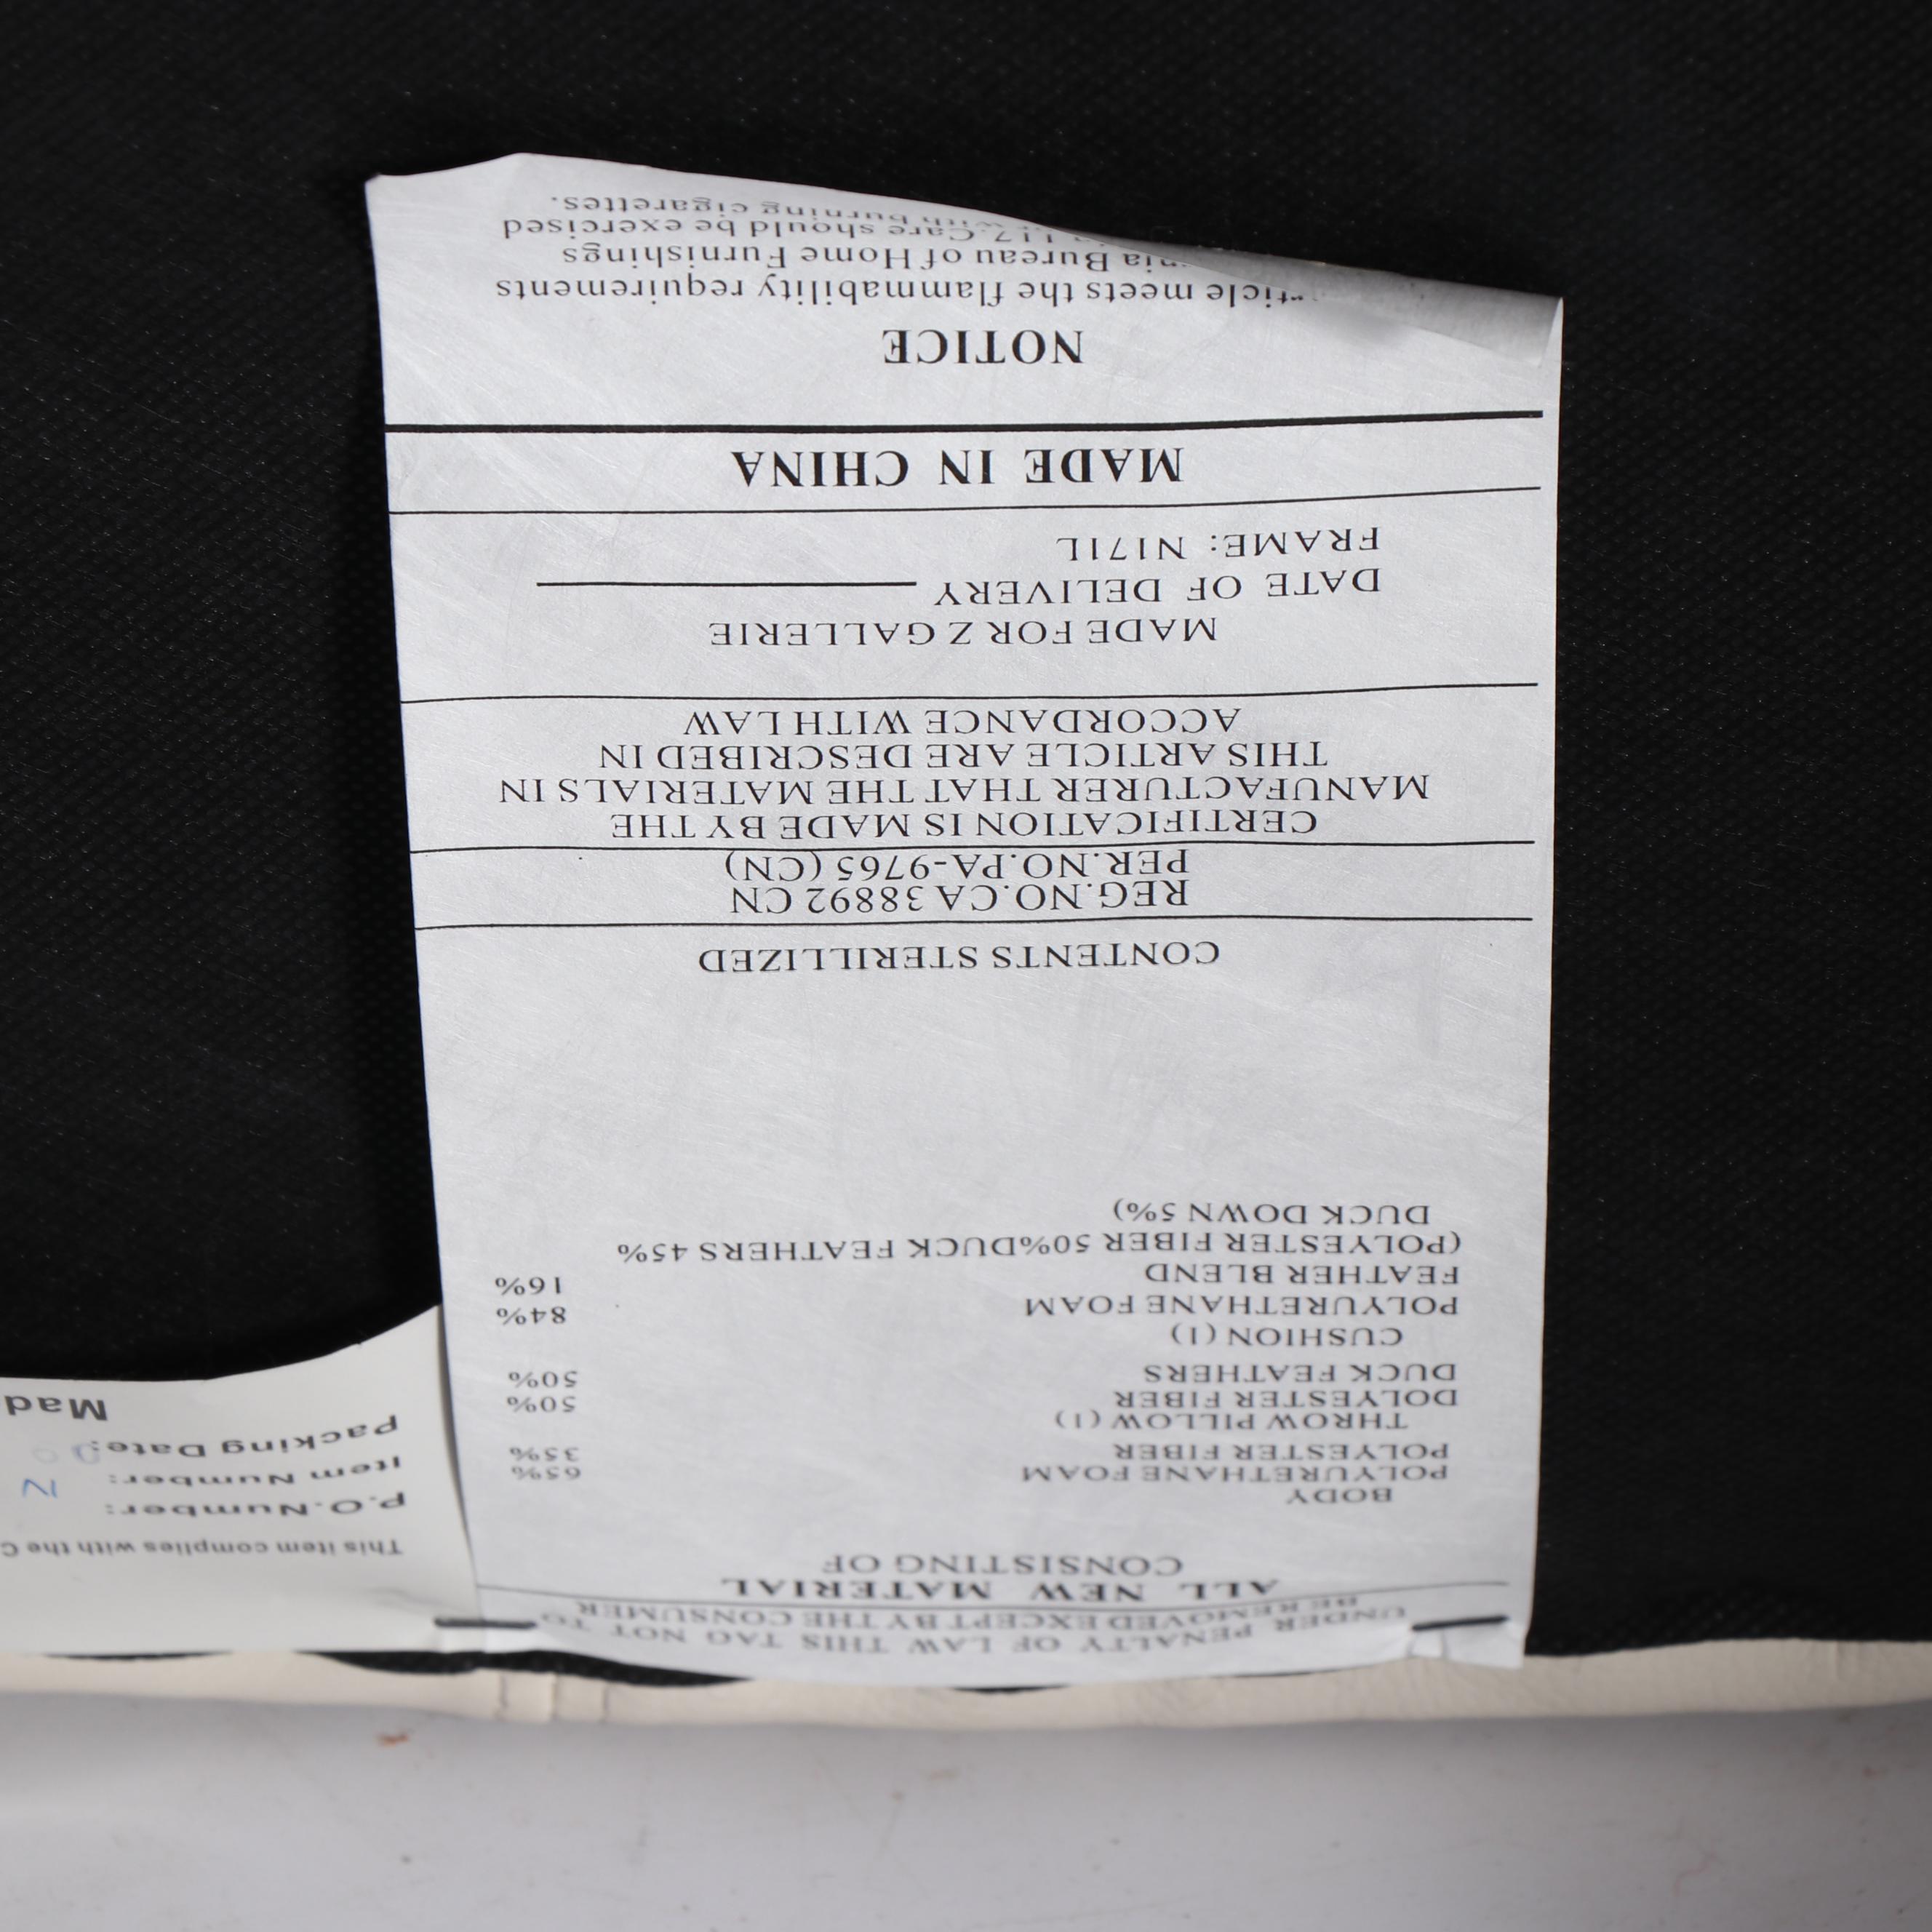 UNDER PENALTY OF LAW THIS TAG NOT TO
BE REMOVED EXCEPT BY THE CONSUMER
ALL NEW MATERIAL
CONSISTING OF
BODY
POLYURETHANE FOAM 65%
POLYESTER FIBER 35%
THROW PILLOW (1)
DOLYESTER FIBER 50%
DUCK FEATHERS 50%
CUSHION (1)
POLYURETHANE FOAM 84%
FEATHER BLEND 16%
(POLYESTER FIBER 50%DUCK FEATHERS 45%
DUCK DOWN 5%)
CONTENTS STERILLIZED
REG.NO.CA 38892 CN
PER.NO.PA-9765 (CN)
CERTIFICATION IS MADE BY THE
MANUFACTURER THAT THE MATERIALS IN
THIS ARTICLE ARE DESCRIBED IN
ACCORDANCE WITH LAW
MADE FOR Z GALLERIE
DATE OF DELIVERY
FRAME: N171L
MADE IN CHINA
NOTICE
meets the flammability requirements
Bureau of Home Furnishings
117.Care should be exercised
with burning cigarettes.
This item complies with the C
P.O.Number:
Item Number: N
Packing Date:
Mad